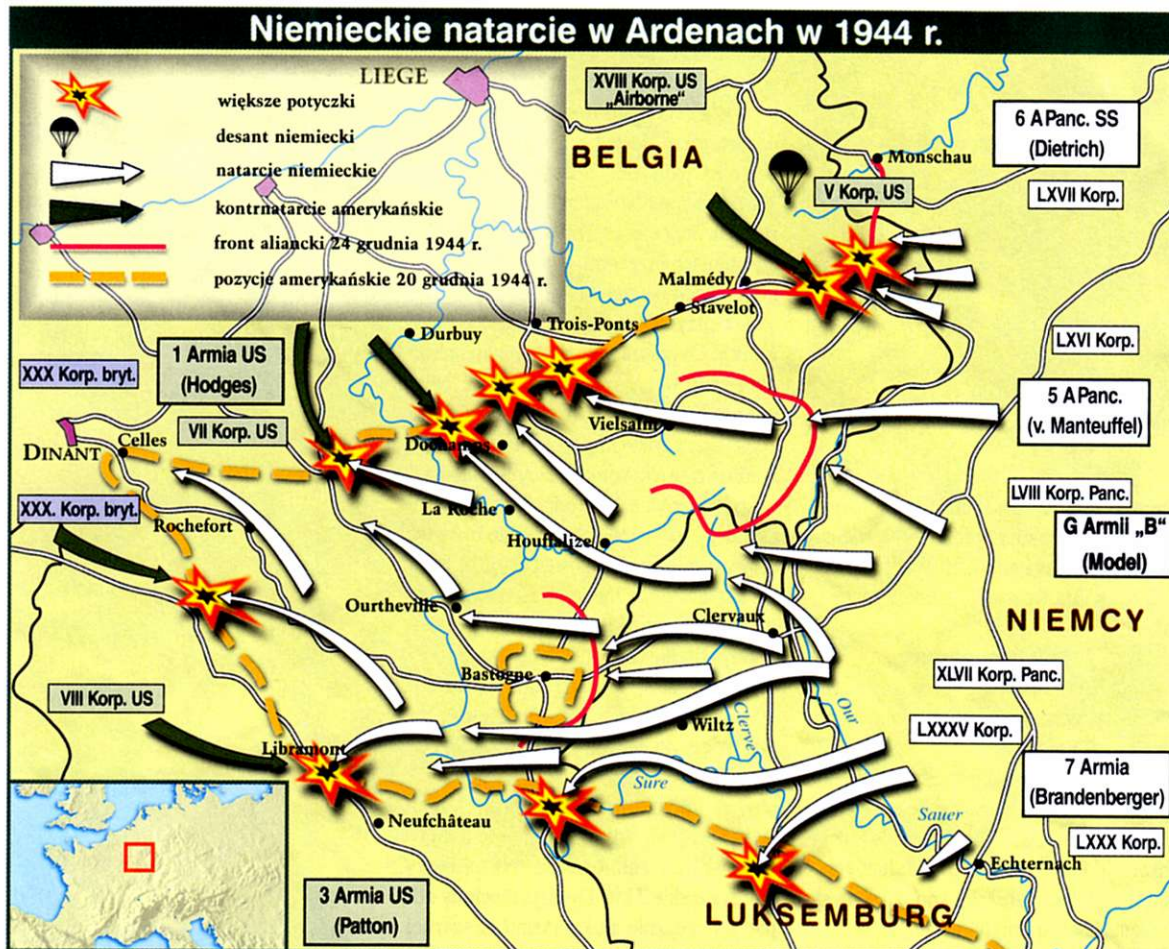 Niemieckie natarcie w Ardenach w 1944 r.
LIEGE
większe potyczki
desant niemiecki
natarcie niemieckie
kontrnatarcie amerykańskie
front aliancki 24 grudnia 1944 r.
pozycje amerykańskie 20 grudnia 1944 r.
XVIII Korp. US
„Airborne”
BELGIA
6 A Panc. SS
(Dietrich)
Monschau
V Korp. US
LXVII Korp.
Malmédy
Stavelot
Trois-Ponts
Durbuy
1 Armia US
(Hodges)
XXX Korp. bryt.
LXVI Korp.
5 A Panc.
(v. Manteuffel)
VII Korp. US
Vielsalm
DINANT
Celles
Dochamps
La Roche
LVIII Korp. Panc.
XXX. Korp. bryt.
Rochefort
Houffalize
G Armii „B”
(Model)
Ourtheville
Clervaux
NIEMCY
Bastogne
XLVII Korp. Panc.
VIII Korp. US
Wiltz
Clerve
Our
LXXXV Korp.
Libramont
Sure
7 Armia
(Brandenberger)
Neufchâteau
Sauer
LXXX Korp.
Echternach
3 Armia US
(Patton)
LUKSEMBURG